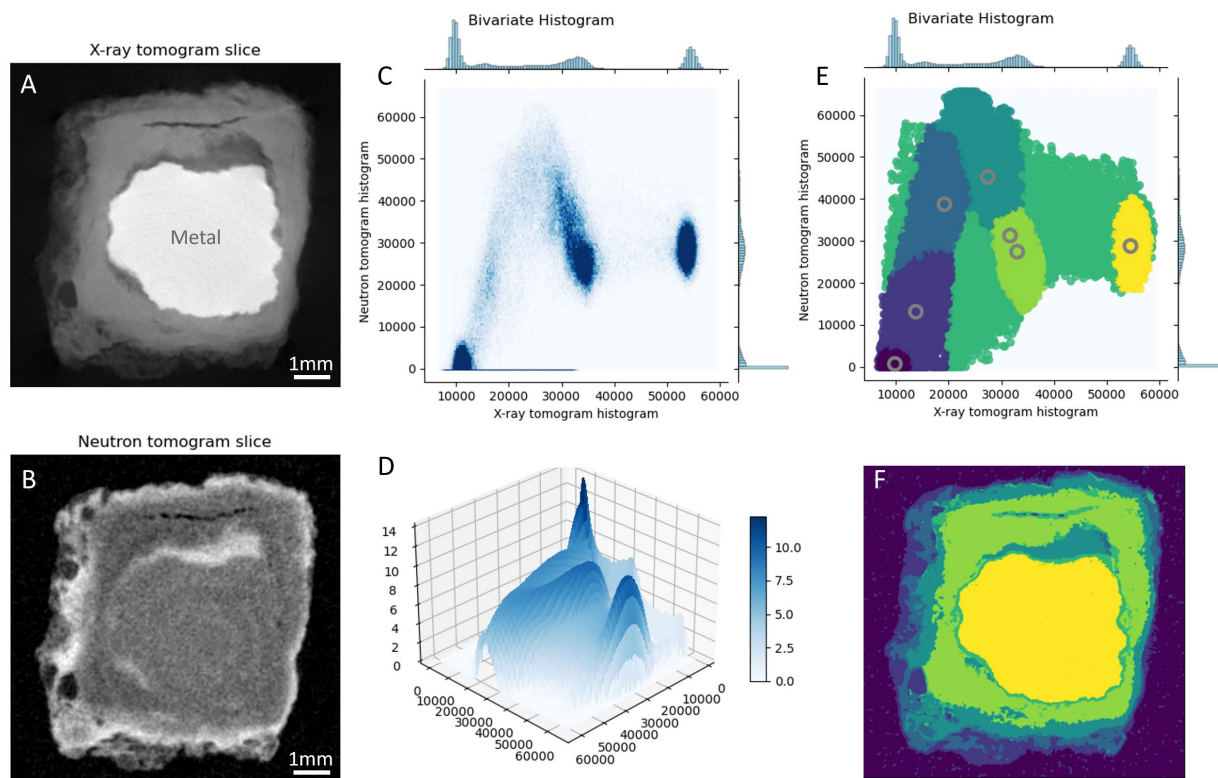 X-ray tomogram slice
A
Metal
1mm
Bivariate Histogram
C
Neutron tomogram histogram
60000
50000
40000
30000
20000
10000
0
10000 20000 30000 40000 50000 60000
X-ray tomogram histogram
Bivariate Histogram
E
Neutron tomogram histogram
60000
50000
40000
30000
20000
10000
0
10000 20000 30000 40000 50000 60000
X-ray tomogram histogram
Neutron tomogram slice
B
1mm
D
14
12
10
8
6
4
2
0
0
10000
20000
30000
40000
50000
60000
0
10000
20000
30000
40000
50000
60000
10.0
7.5
5.0
2.5
0.0
F